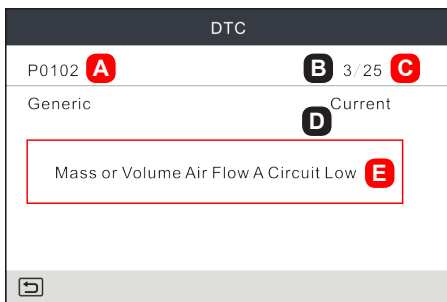 DTC
P0102 A B 3/25 C
Generic D Current
Mass or Volume Air Flow A Circuit Low E